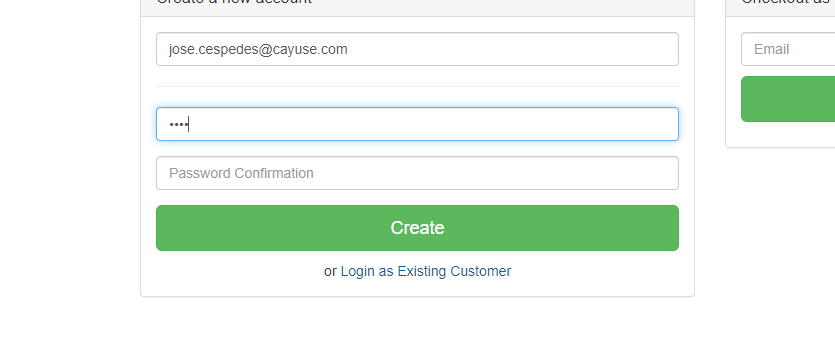 Create a new account
Checkout as
jose.cespedes@cayuse.com
Email
••••
Password Confirmation
Create
or Login as Existing Customer